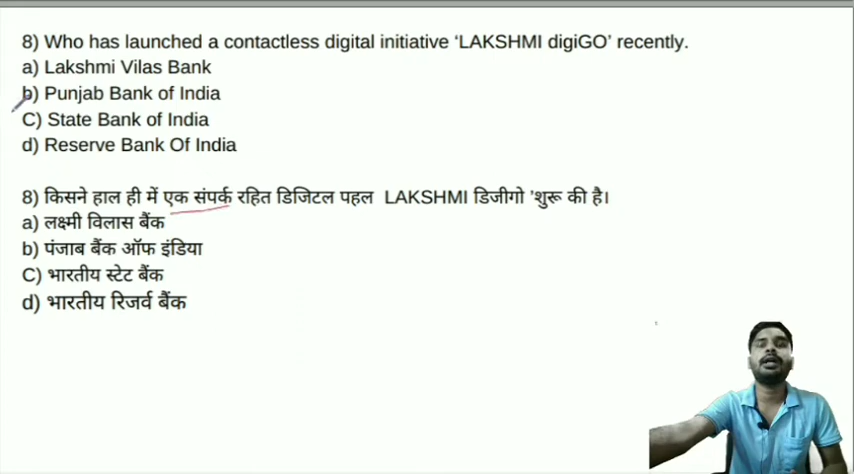 8) Who has launched a contactless digital initiative ‘LAKSHMI digiGO’ recently.
a) Lakshmi Vilas Bank
b) Punjab Bank of India
C) State Bank of India
d) Reserve Bank Of India
8) किसने हाल ही में एक संपर्क रहित डिजिटल पहल LAKSHMI डिजीगो ’शुरू की है।
a) लक्ष्मी विलास बैंक
b) पंजाब बैंक ऑफ इंडिया
C) भारतीय स्टेट बैंक
d) भारतीय रिजर्व बैंक